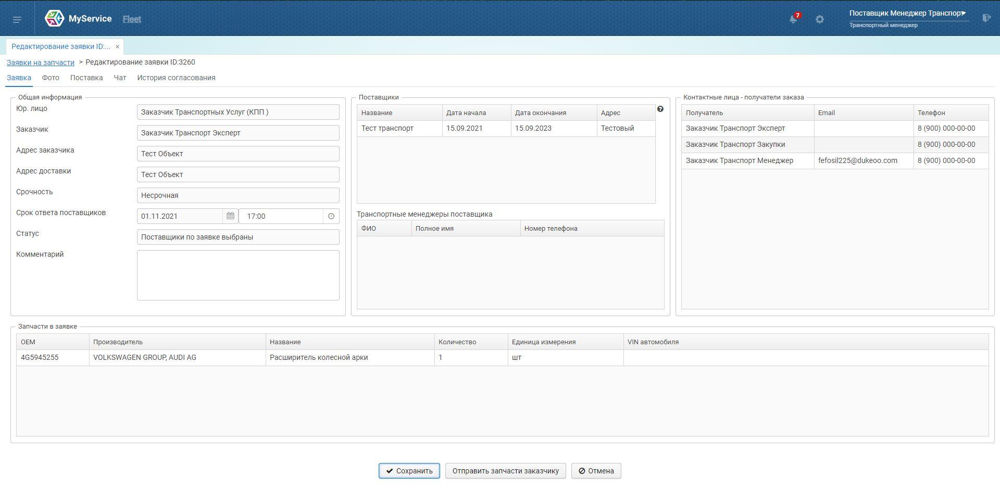 MyService Fleet
7
Поставщик Менеджер Транспорт
Транспортный менеджер
Редактирование заявки ID:... ×
Заявки на запчасти > Редактирование заявки ID:3260
Заявка Фото Поставка Чат История согласования
Общая информация
Юр. лицо Заказчик Транспортных Услуг (КПП )
Заказчик Заказчик Транспорт Эксперт
Адрес заказчика Тест Объект
Адрес доставки Тест Объект
Срочность Несрочная
Срок ответа поставщиков 01.11.2021 17:00
Статус Поставщики по заявке выбраны
Комментарий
Поставщики
Название Дата начала Дата окончания Адрес
Тест транспорт 15.09.2021 15.09.2023 Тестовый
Транспортные менеджеры поставщика
ФИО Полное имя Номер телефона
Контактные лица - получатели заказа
Получатель Email Телефон
Заказчик Транспорт Эксперт 8 (900) 000-00-00
Заказчик Транспорт Закупки 8 (900) 000-00-00
Заказчик Транспорт Менеджер fefosil225@dukeoo.com 8 (900) 000-00-00
Запчасти в заявке
OEM Производитель Название Количество Единица измерения VIN автомобиля
4G5945255 VOLKSWAGEN GROUP, AUDI AG Расширитель колесной арки 1 шт
Сохранить Отправить запчасти заказчику Отмена